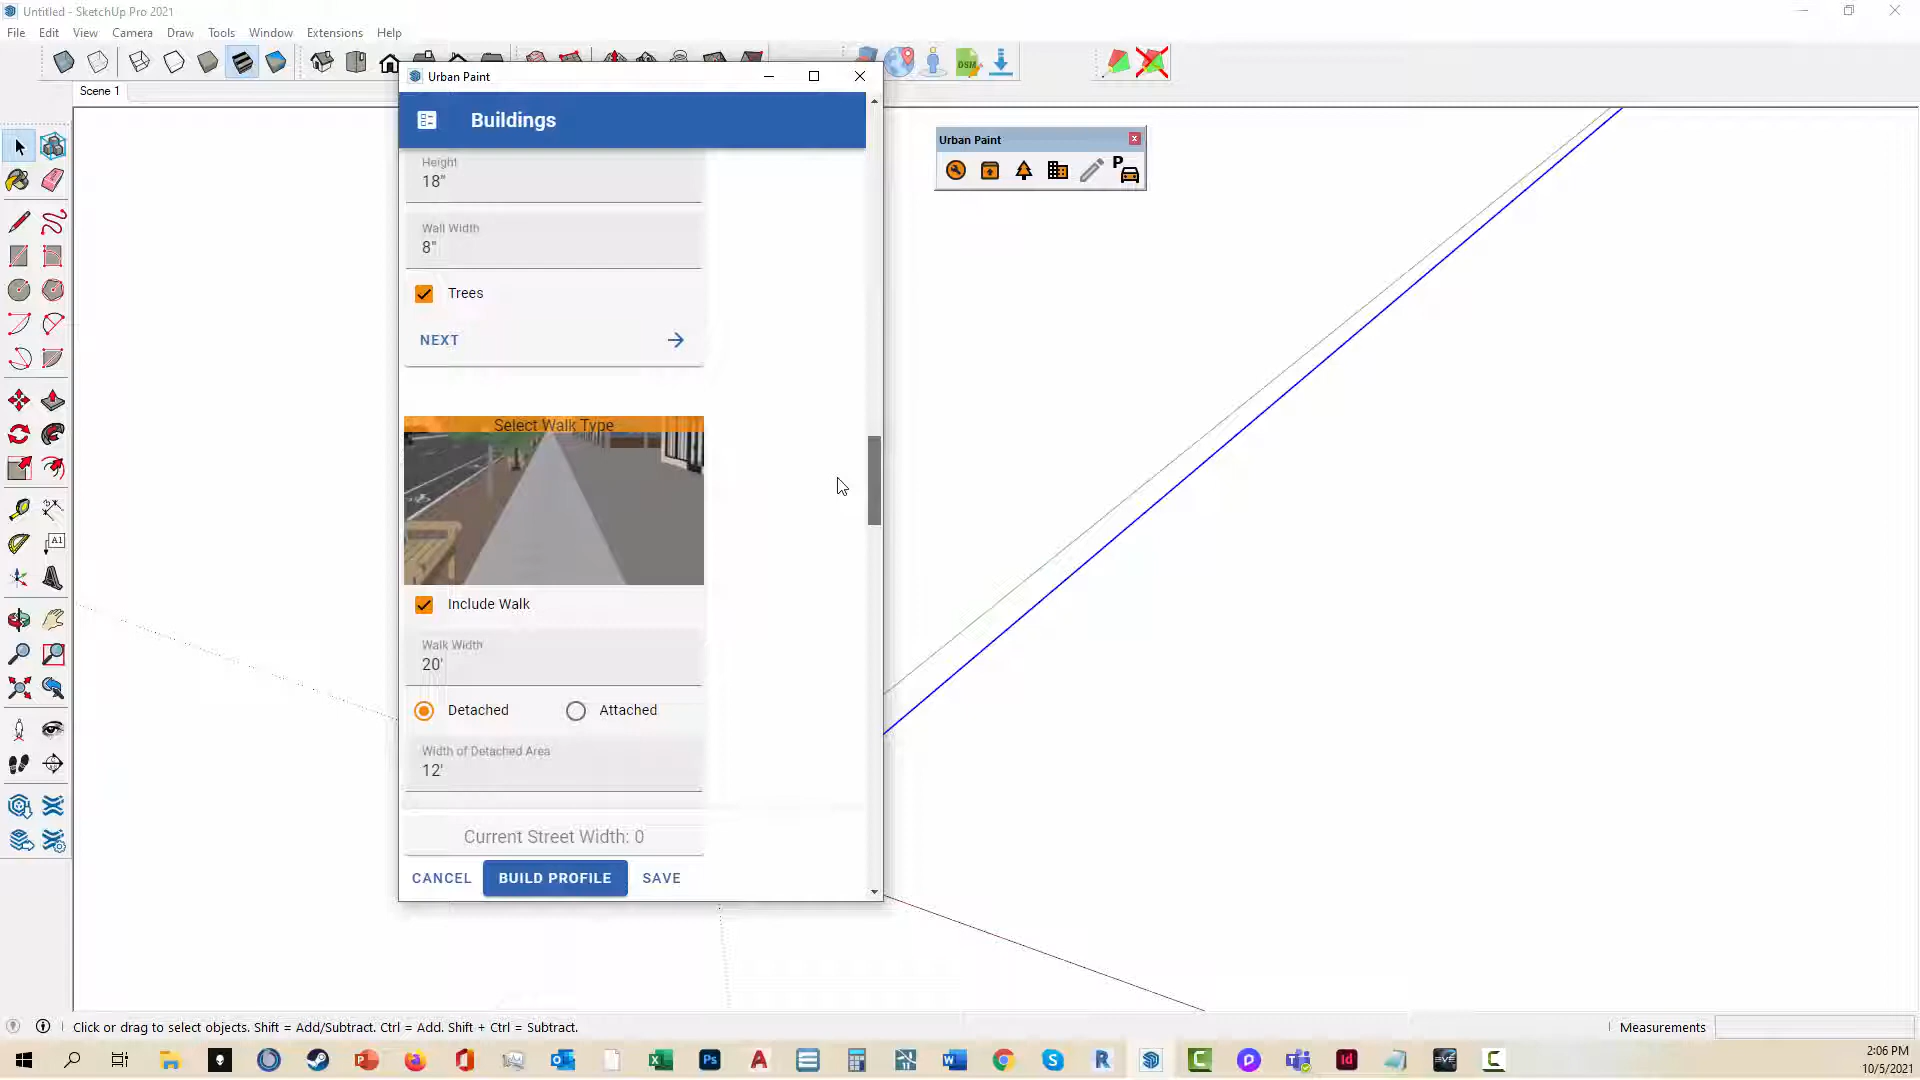 Untitled - SketchUp Pro 2021
File Edit View Camera Draw Tools Window Extensions Help
Scene 1
Urban Paint
Buildings
Height
18"
Wall Width
8"
Trees
NEXT
Select Walk Type
Include Walk
Walk Width
20'
Detached Attached
Width of Detached Area
12'
Current Street Width: 0
CANCEL BUILD PROFILE SAVE
Urban Paint
P
DSM
A1
Click or drag to select objects. Shift = Add/Subtract. Ctrl = Add. Shift + Ctrl = Subtract.
Measurements
2:06 PM
10/5/2021